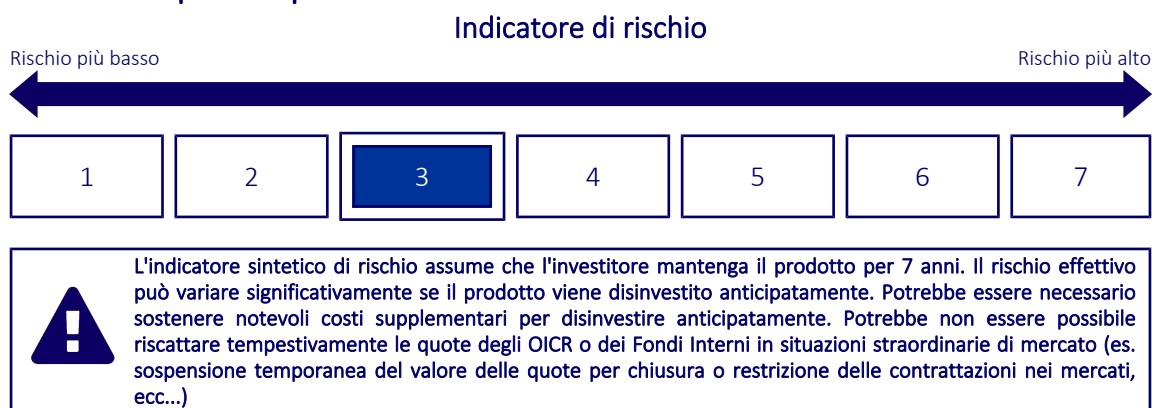 Indicatore di rischio
Rischio più basso
Rischio più alto
1
2
3
4
5
6
7
L'indicatore sintetico di rischio assume che l'investitore mantenga il prodotto per 7 anni. Il rischio effettivo
può variare significativamente se il prodotto viene disinvestito anticipatamente. Potrebbe essere necessario
sostenere notevoli costi supplementari per disinvestire anticipatamente. Potrebbe non essere possibile
riscattare tempestivamente le quote degli OICR o dei Fondi Interni in situazioni straordinarie di mercato (es.
sospensione temporanea del valore delle quote per chiusura o restrizione delle contrattazioni nei mercati,
ecc...)